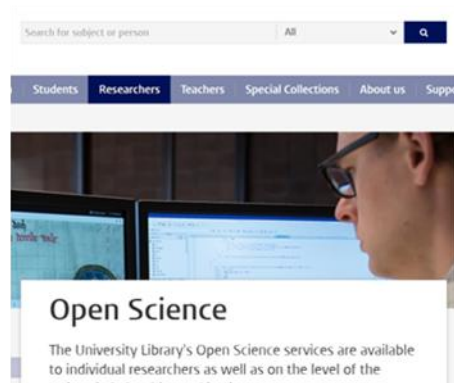 Search for subject or person All
Students Researchers Teachers Special Collections About us Supp
Open Science
The University Library's Open Science services are available
to individual researchers as well as on the level of the